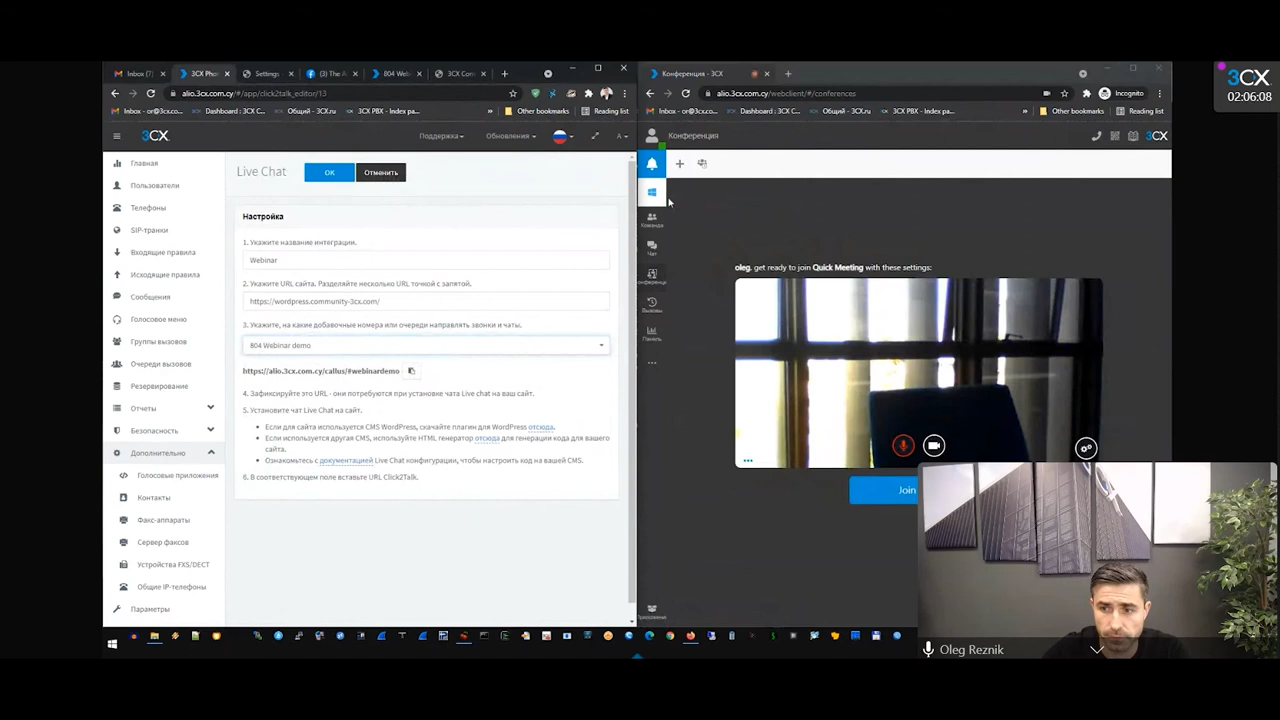 Inbox (7)
3CX Pho
Settings
(3) The A
804 Web
3CX Con
Конференция - 3CX
3CX
02:06:08
alio.3cx.com.cy/#/app/click2talk_editor/13
alio.3cx.com.cy/webclient/#/conferences
Incognito
Inbox - or@3cx.co...
Dashboard : 3CX C...
Общий - 3CX.ru
3CX PBX - Index pa...
»
Other bookmarks
Reading list
Inbox - or@3cx.co...
Dashboard : 3CX C...
Общий - 3CX.ru
3CX PBX - Index pa...
»
Other bookmarks
Reading list
3CX
Поддержка
Обновления
A
Конференция
3CX
Главная
Пользователи
Телефоны
SIP-транки
Входящие правила
Исходящие правила
Сообщения
Голосовое меню
Группы вызовов
Очереди вызовов
Резервирование
Отчеты
Безопасность
Дополнительно
Голосовые приложения
Контакты
Факс-аппараты
Сервер факсов
Устройства FXS/DECT
Общие IP-телефоны
Параметры
Live Chat
OK
Отменить
Настройка
1. Укажите название интеграции.
Webinar
2. Укажите URL сайта. Разделяйте несколько URL точкой с запятой.
https://wordpress.community-3cx.com/
3. Укажите, на какие добавочные номера или очереди направлять звонки и чаты.
804 Webinar demo
https://alio.3cx.com.cy/callus/#webinardemo
4. Зафиксируйте это URL - они потребуются при установке чата Live chat на ваш сайт.
5. Установите чат Live Chat на сайт.
Если для сайта используется CMS WordPress, скачайте плагин для WordPress отсюда.
Если используется другая CMS, используйте HTML генератор отсюда для генерации кода для вашего
сайта.
Ознакомьтесь с документацией Live Chat конфигурации, чтобы настроить код на вашей CMS.
6. В соответствующем поле вставьте URL Click2Talk.
Команда
Чат
Вызовы
Панель
oleg, get ready to join Quick Meeting with these settings:
Join
Oleg Reznik